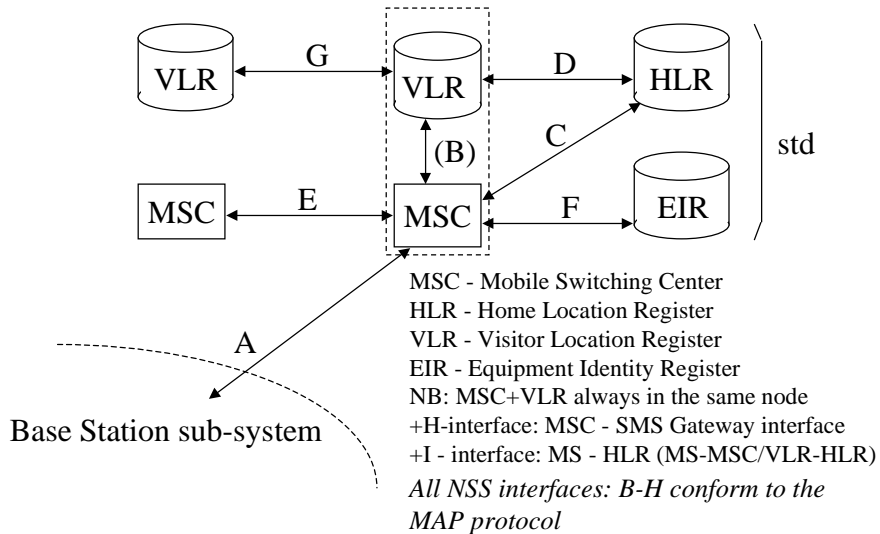 G
D
VLR
VLR
HLR
C
(B)
std
E
F
MSC
MSC
EIR
MSC - Mobile Switching Center
HLR - Home Location Register
VLR - Visitor Location Register
A
EIR - Equipment Identity Register
NB: MSC+VLR always in the same node
Base Station sub-system
+H-interface: MSC - SMS Gateway interface
+I - interface: MS - HLR (MS-MSC/VLR-HLR)
All NSS interfaces: B-H conform to the
MAP protocol